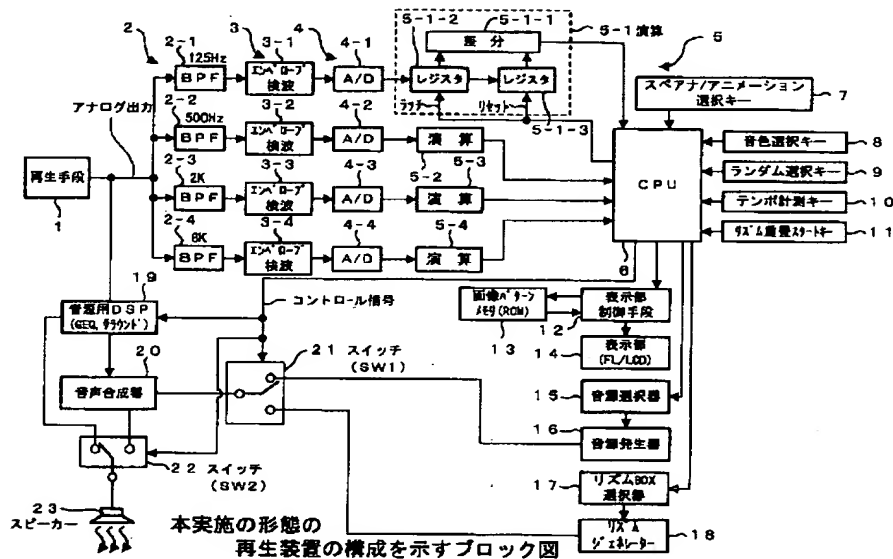 2 3 4 5-1-2 5-1-1 5-1演算 5
2-1 3-1 4-1
125Hz
BPF エンベロープ検波 A/D レジスタ 差分 レジスタ
ラッチ リセット 5-1-3
スペアナ/アニメーション
選択キー 7
アナログ出力
2-2 3-2 4-2
500Hz
BPF エンベロープ検波 A/D 演算
5-2
2-3 3-3 4-3 5-3
2K
BPF エンベロープ検波 A/D 演算
2-4 3-4 4-4 5-4
6K
BPF エンベロープ検波 A/D 演算
再生手段
1
CPU
6
音色選択キー 8
ランダム選択キー 9
テンポ計測キー 10
リズム重畳スタートキー 11
19
音源用DSP
(GEQ,サラウンド)
コントロール信号
画像パターン
メモリ(ROM)
13
表示部
制御手段
12
表示部
(FL/LCD)
14
20
音声合成器
21 スイッチ
(SW1)
15 音源選択器
16
音源発生器
22 スイッチ
(SW2)
17 リズムBOX
選択器
リズム
ジェネレーター 18
23
スピーカー
本実施の形態の
再生装置の構成を示すブロック図